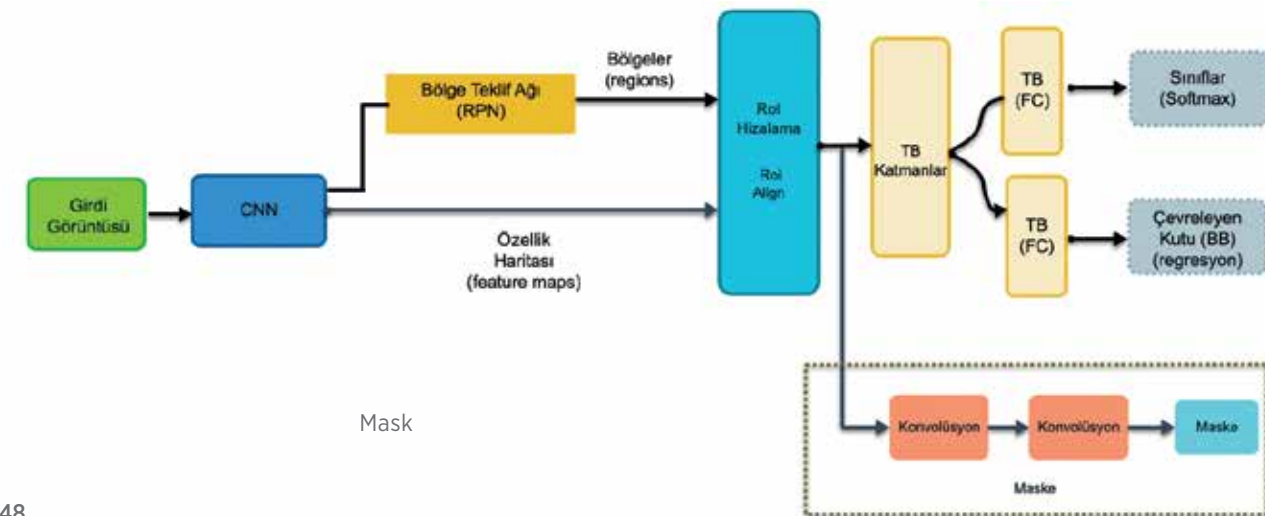 Girdi
Görüntüsü
CNN
Bölge Teklif Ağı
(RPN)
Bölgeler
(regions)
Özellik
Haritası
(feature maps)
RoI
Hizalama
RoI
Align
TB
Katmanlar
TB
(FC)
Sınıflar
(Softmax)
TB
(FC)
Çevreleyen
Kutu (BB)
(regresyon)
Konvolüsyon
Konvolüsyon
Maske
Maske
Mask
48